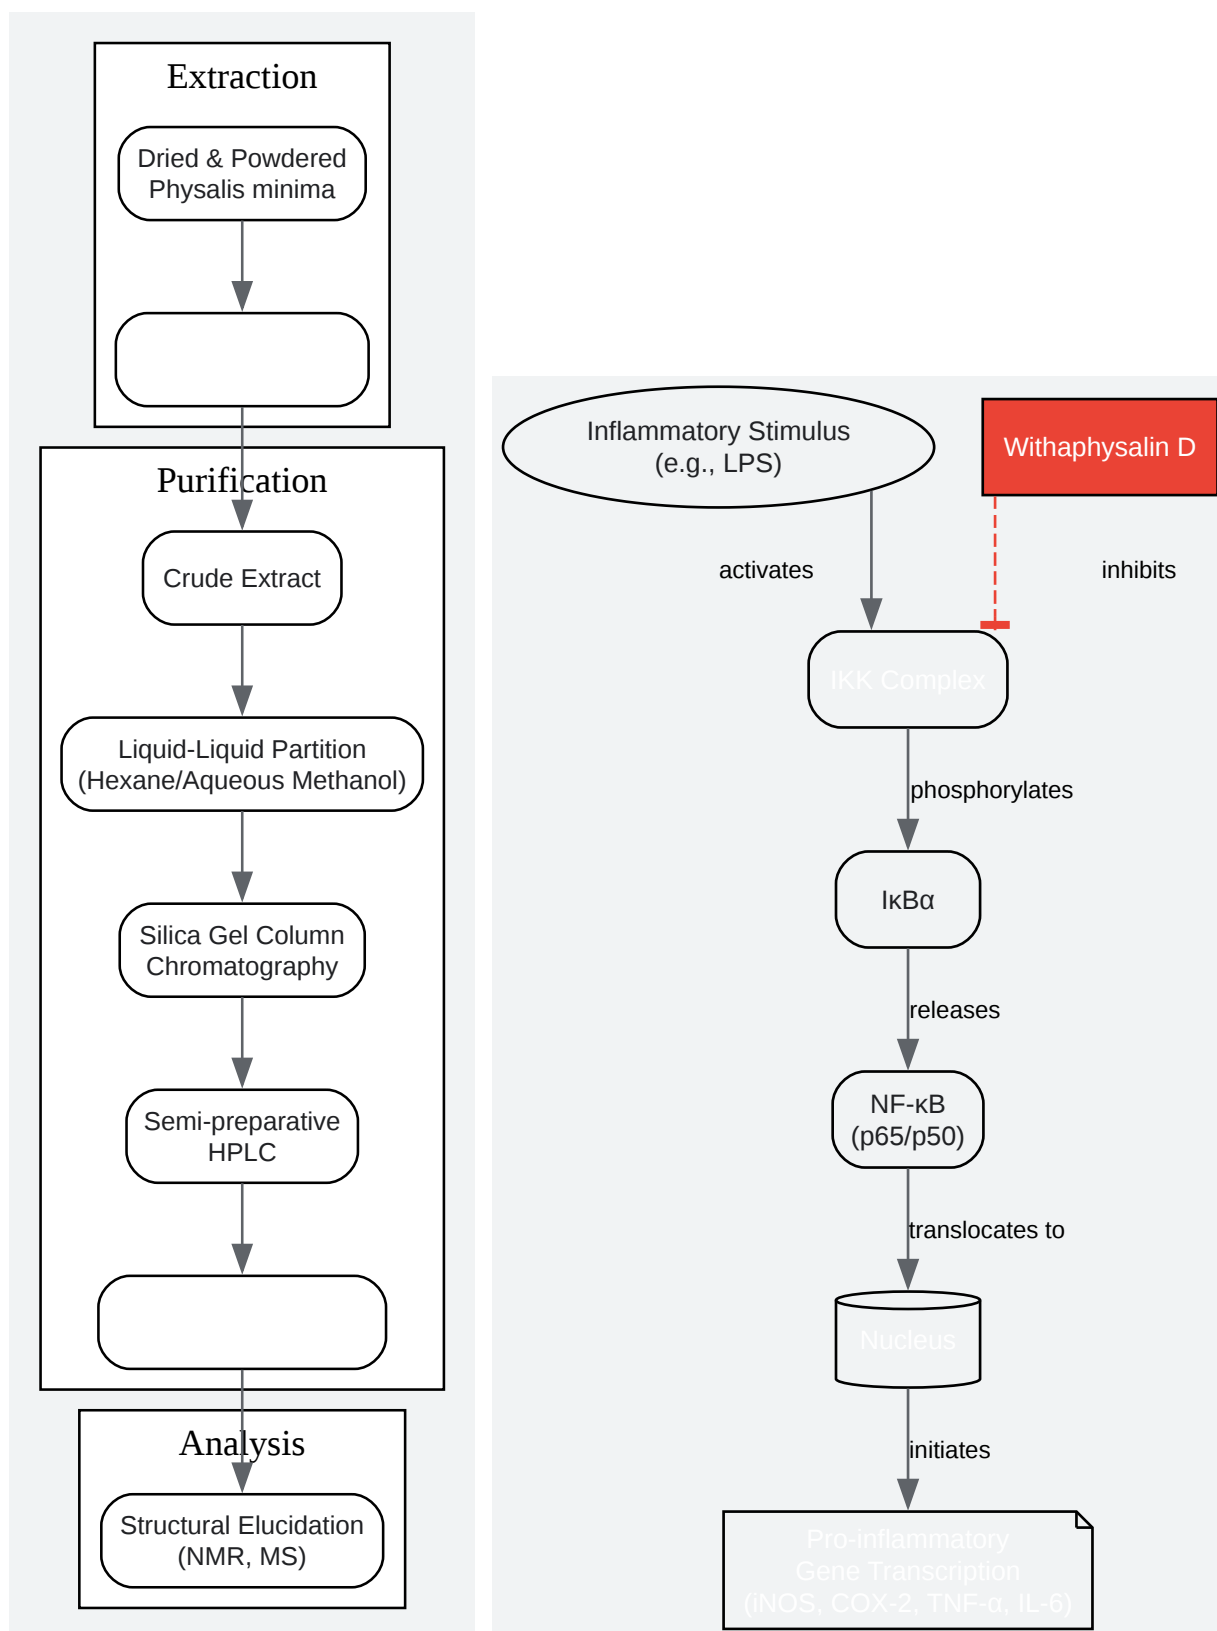 Extraction
Dried & Powdered
Physalis minima
Purification
Crude Extract
Liquid-Liquid Partition
(Hexane/Aqueous Methanol)
Silica Gel Column
Chromatography
Semi-preparative
HPLC
Analysis
Structural Elucidation
(NMR, MS)
Inflammatory Stimulus
(e.g., LPS)
Withaphysalin D
activates
inhibits
IKK Complex
phosphorylates
IκBα
releases
NF-κB
(p65/p50)
translocates to
Nucleus
initiates
Pro-inflammatory
Gene Transcription
(iNOS, COX-2, TNF-α, IL-6)